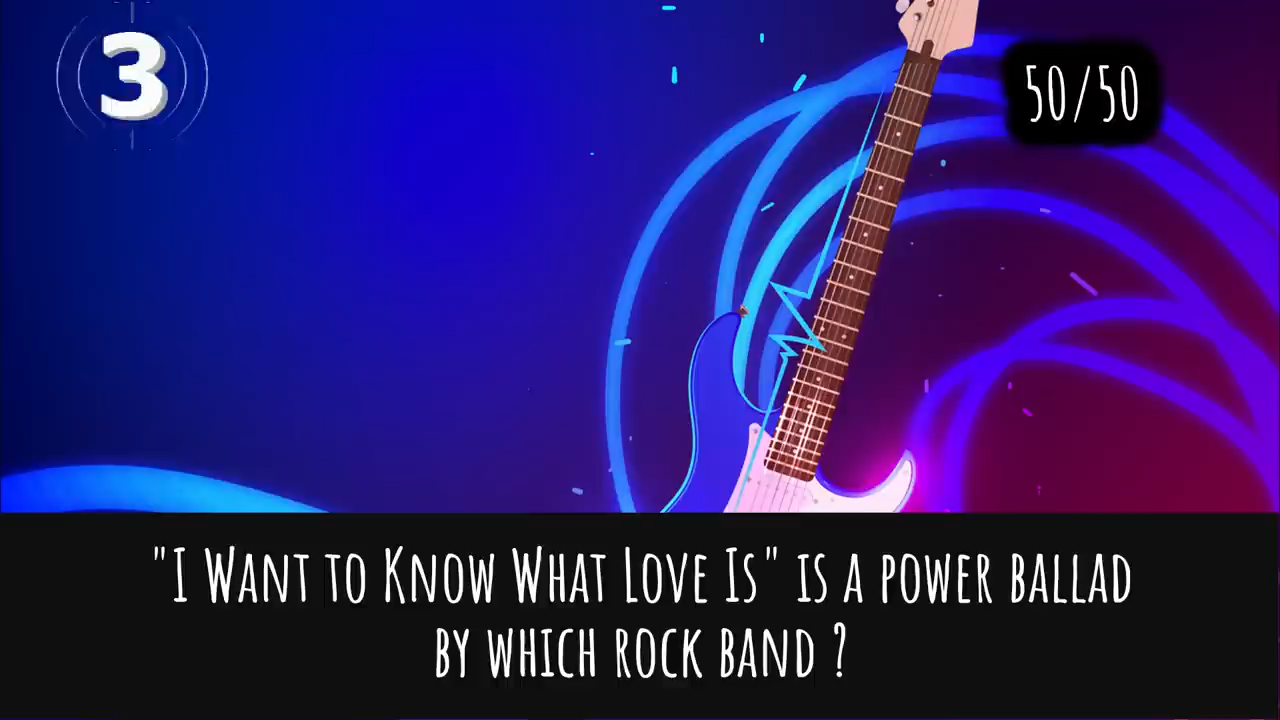 3
50/50
"I Want to Know What Love Is" is a power ballad
by which rock band ?